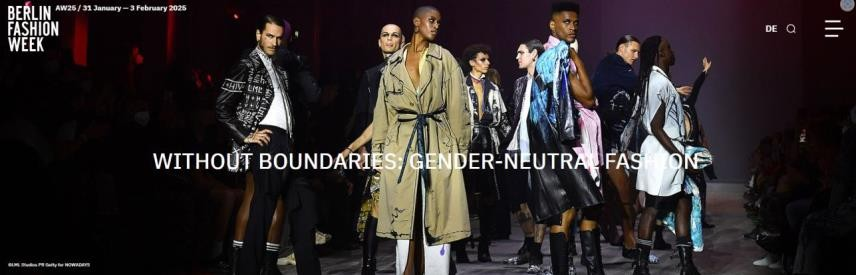 BERLIN
FASHION
WEEK
AW25 / 31 January — 3 February 2025
DE
WITHOUT BOUNDARIES: GENDER-NEUTRAL FASHION